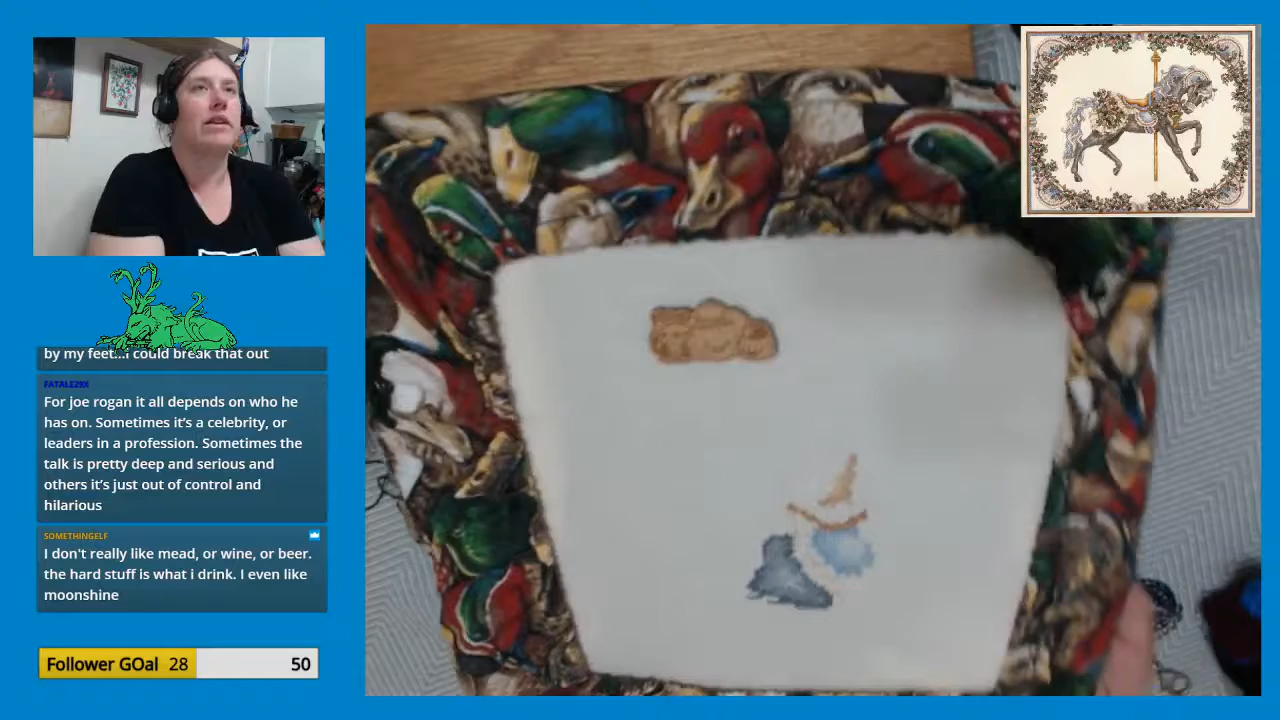 by my feet...i could break that out
FATALE29X
For joe rogan it all depends on who he
has on. Sometimes it's a celebrity, or
leaders in a profession. Sometimes the
talk is pretty deep and serious and
others it's just out of control and
hilarious
SOMETHINGELF
I don't really like mead, or wine, or beer.
the hard stuff is what i drink. I even like
moonshine
Follower GOal 28 50